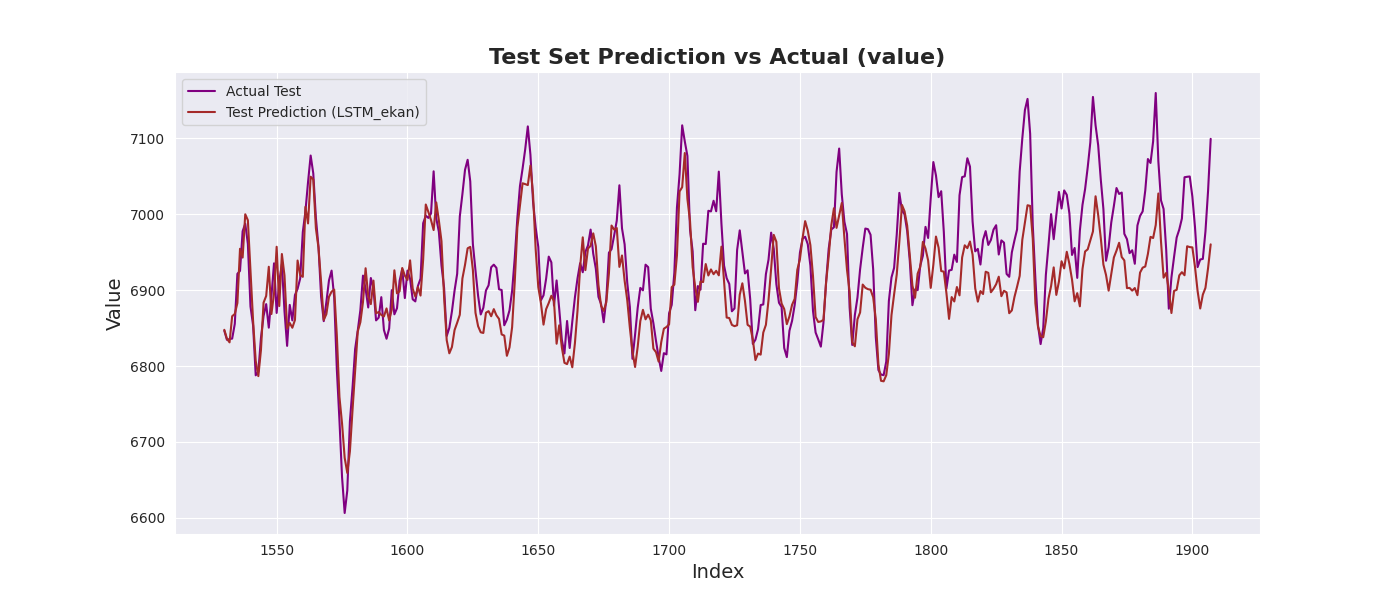 Test Set Prediction vs Actual (value)
Actual Test
Test Prediction (LSTM_ekan)
Value
7100
7000
6900
6800
6700
6600
1550
1600
1650
1700
1750
1800
1850
1900
Index